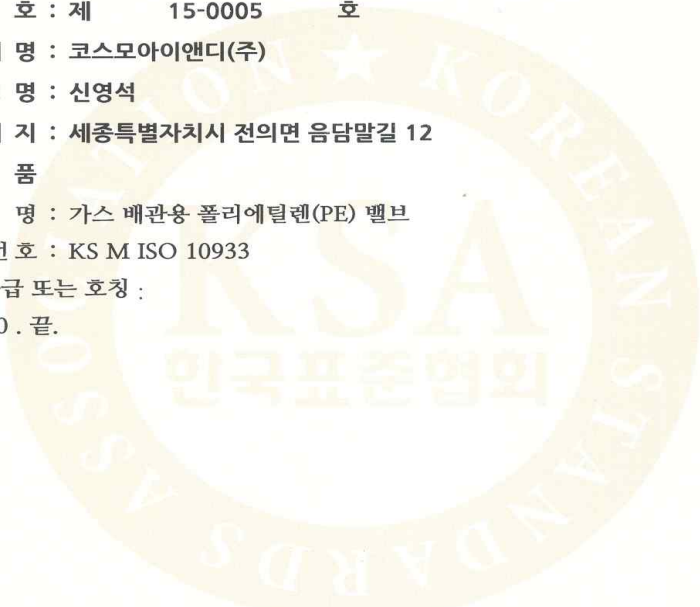 호 : 제 15-0005 호
명 : 코스모아이앤디(주)
명 : 신영석
지 : 세종특별자치시 전의면 음담말길 12
품
명 : 가스 배관용 폴리에틸렌(PE) 밸브
번호 : KS M ISO 10933
급 또는 호칭 :
0 . 끝.
KSA
한국표준협회
KOREAN STANDARDS ASSOCIATION